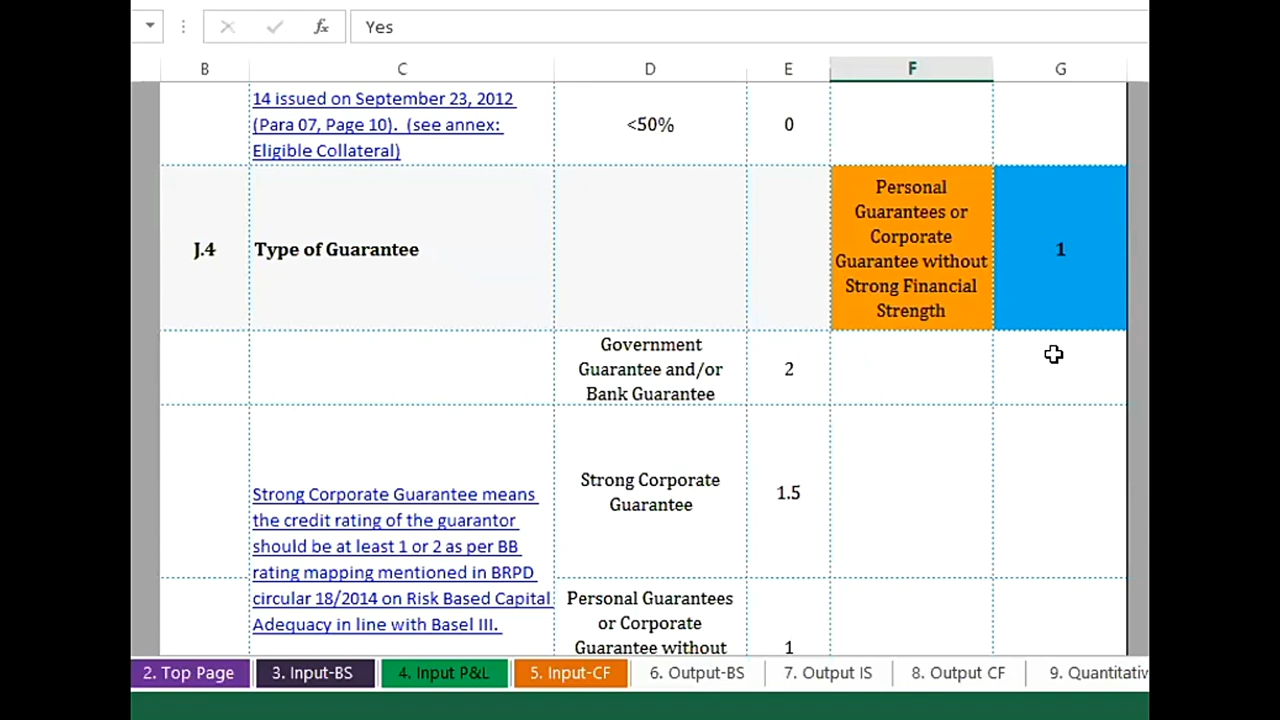 fx Yes
B C D E F G
14 issued on September 23, 2012
(Para 07, Page 10).  (see annex:
Eligible Collateral)
<50% 0
J.4 Type of Guarantee
Personal
Guarantees or
Corporate
Guarantee without
Strong Financial
Strength
1
Government
Guarantee and/or
Bank Guarantee
2
Strong Corporate
Guarantee
1.5
Strong Corporate Guarantee means
the credit rating of the guarantor
should be at least 1 or 2 as per BB
rating mapping mentioned in BRPD
circular 18/2014 on Risk Based Capital
Adequacy in line with Basel III.
Personal Guarantees
or Corporate
Guarantee without
1
2. Top Page 3. Input-BS 4. Input P&L 5. Input-CF 6. Output-BS 7. Output IS 8. Output CF 9. Quantitativ